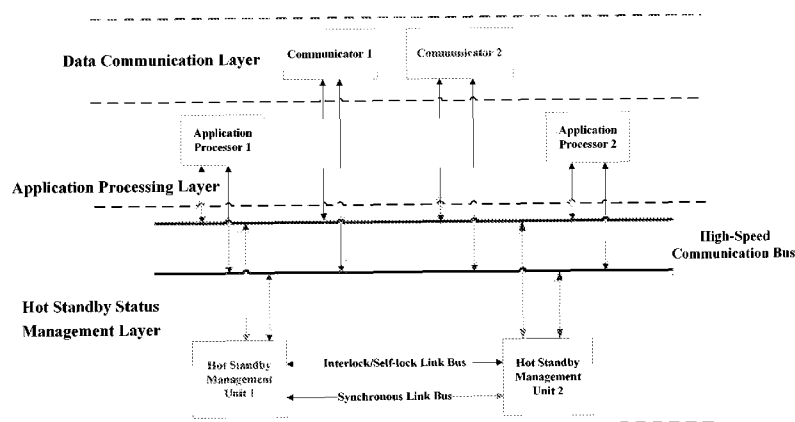 Data Communication Layer
Communicator 1
Communicator 2
Application
Processor 1
Application
Processor 2
Application Processing Layer
High-Speed
Communication Bus
Hot Standby Status
Management Layer
Hot Standby
Management
Unit 1
Interlock/Self-lock Link Bus
Synchronous Link Bus
Hot Standby
Management
Unit 2